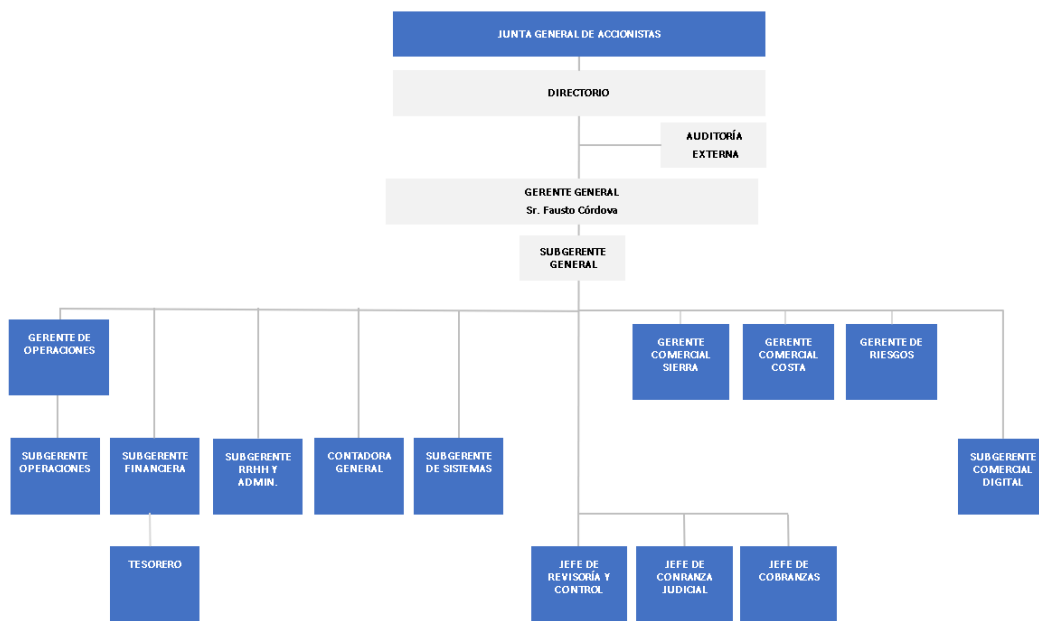 JUNTA GENERAL DE ACCIONISTAS
DIRECTORIO
AUDITORÍA
EXTERNA
GERENTE GENERAL
Sr. Fausto Córdova
SUBGERENTE
GENERAL
GERENTE DE
OPERACIONES
GERENTE
COMERCIAL
SIERRA
GERENTE
COMERCIAL
COSTA
GERENTE DE
RIESGOS
SUBGERENTE
OPERACIONES
SUBGERENTE
FINANCIERA
SUBGERENTE
RRHH Y
ADMIN.
CONTADORA
GENERAL
SUBGERENTE
DE SISTEMAS
SUBGERENTE
COMERCIAL
DIGITAL
TESORERO
JEFE DE
REVISORÍA Y
CONTROL
JEFE DE
CONRANZA
JUDICIAL
JEFE DE
COBRANZAS